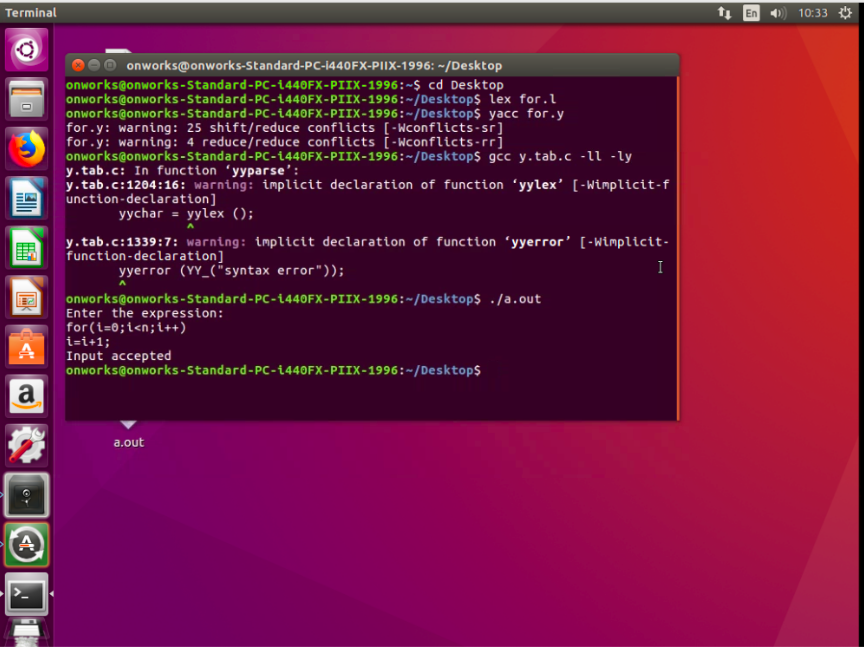 Terminal
En
10:33
onworks@onworks-Standard-PC-i440FX-PIIX-1996: ~/Desktop
onworks@onworks-Standard-PC-i440FX-PIIX-1996:~$ cd Desktop
onworks@onworks-Standard-PC-i440FX-PIIX-1996:~/Desktop$ lex for.l
onworks@onworks-Standard-PC-i440FX-PIIX-1996:~/Desktop$ yacc for.y
for.y: warning: 25 shift/reduce conflicts [-Wconflicts-sr]
for.y: warning: 4 reduce/reduce conflicts [-Wconflicts-rr]
onworks@onworks-Standard-PC-i440FX-PIIX-1996:~/Desktop$ gcc y.tab.c -ll -ly
y.tab.c: In function ‘yyparse’:
y.tab.c:1204:16: warning: implicit declaration of function ‘yylex’ [-Wimplicit-f
unction-declaration]
yychar = yylex ();
^
y.tab.c:1339:7: warning: implicit declaration of function ‘yyerror’ [-Wimplicit-
function-declaration]
yyerror (YY_("syntax error"));
^
onworks@onworks-Standard-PC-i440FX-PIIX-1996:~/Desktop$ ./a.out
Enter the expression:
for(i=0;i<n;i++)
i=i+1;
Input accepted
onworks@onworks-Standard-PC-i440FX-PIIX-1996:~/Desktop$
a.out